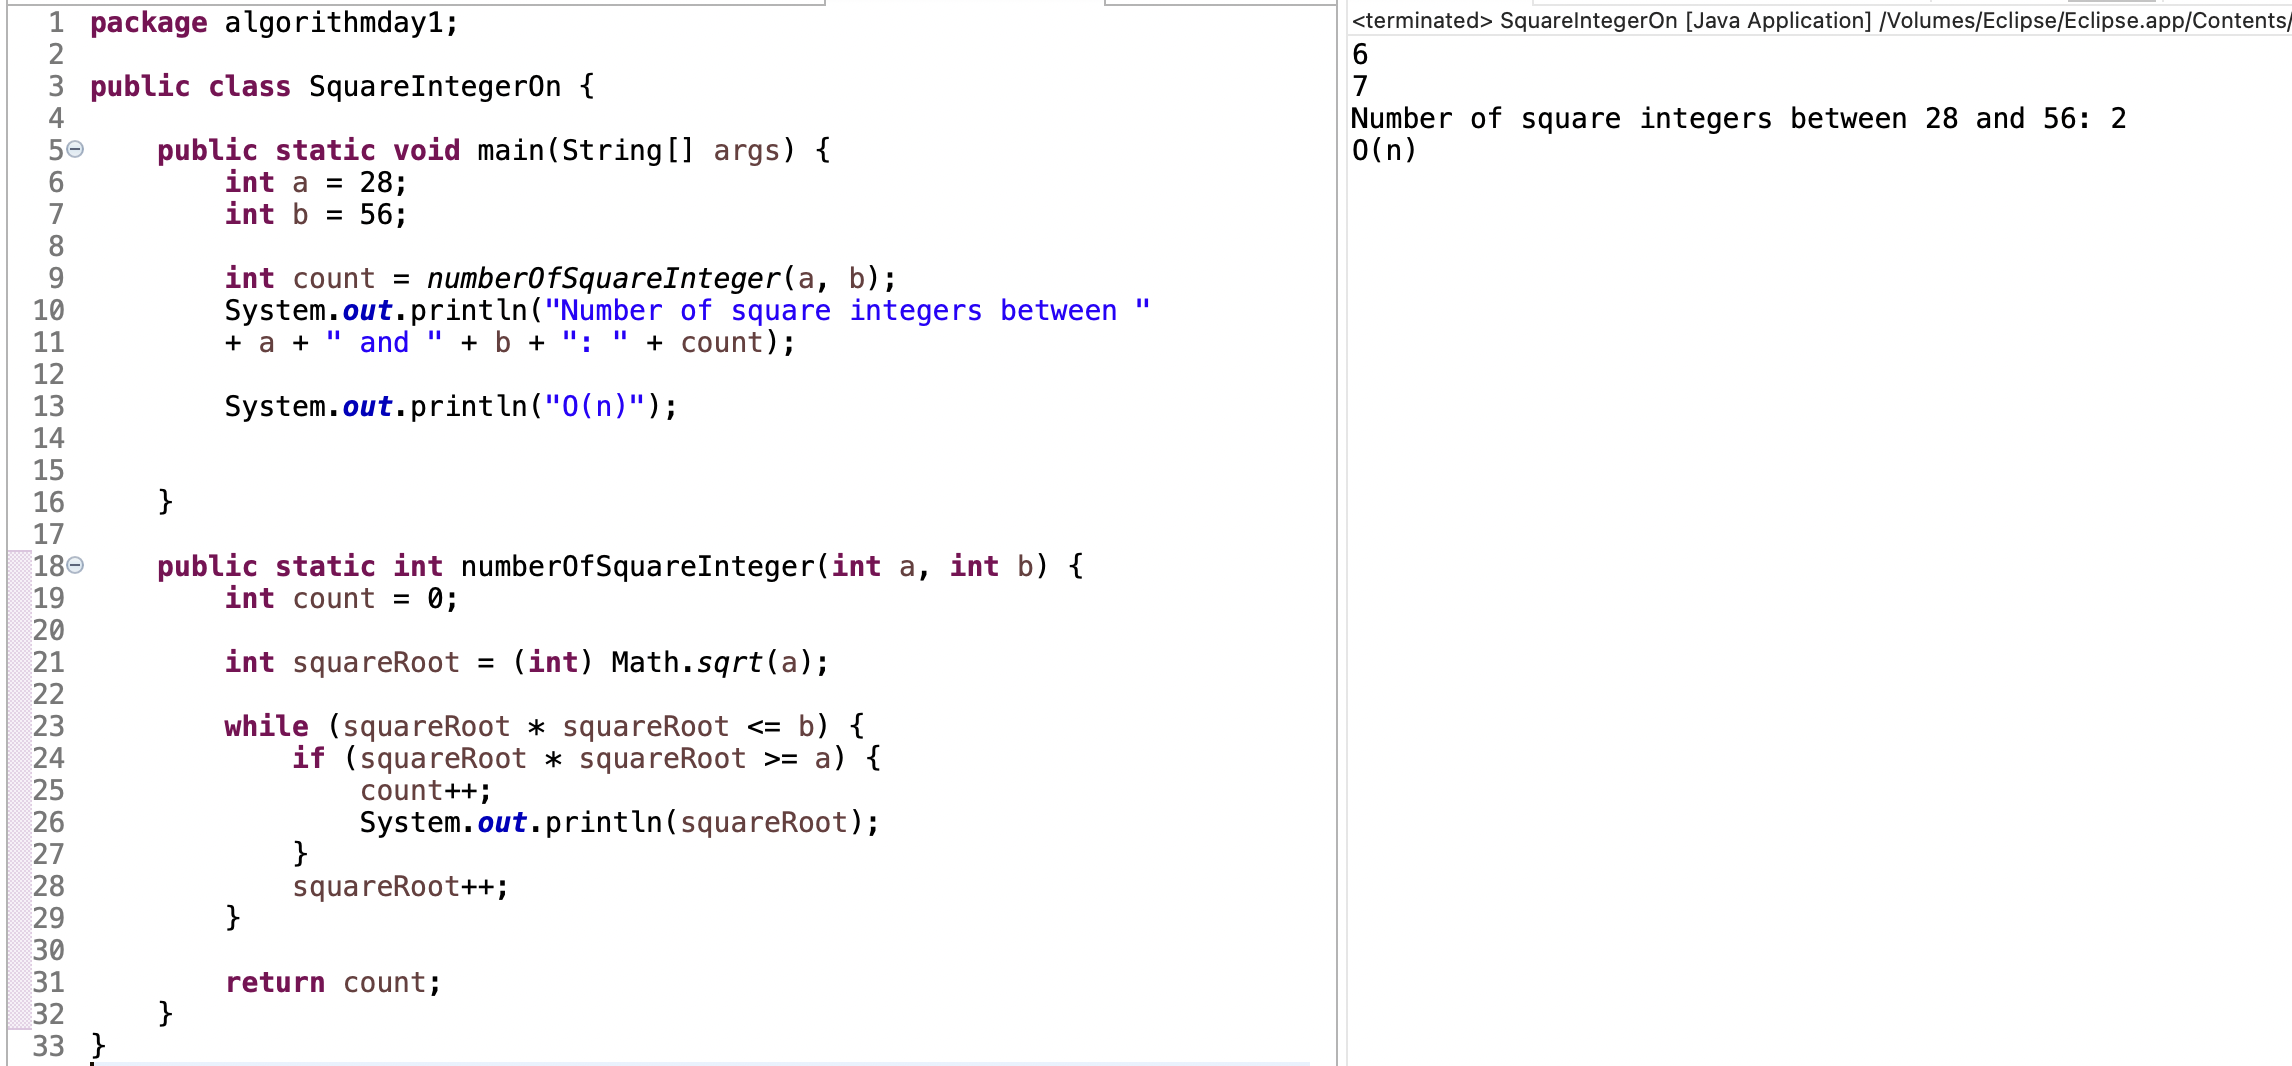 1 package algorithmday1;
2
3 public class SquareIntegerOn {
4
5 public static void main(String[] args) {
6 int a = 28;
7 int b = 56;
8
9 int count = numberOfSquareInteger(a, b);
10 System.out.println("Number of square integers between "
11 + a + " and " + b + ": " + count);
12
13 System.out.println("O(n)");
14
15
16 }
17
18 public static int numberOfSquareInteger(int a, int b) {
19 int count = 0;
20
21 int squareRoot = (int) Math.sqrt(a);
22
23 while (squareRoot * squareRoot <= b) {
24 if (squareRoot * squareRoot >= a) {
25 count++;
26 System.out.println(squareRoot);
27 }
28 squareRoot++;
29 }
30
31 return count;
32 }
33 }
<terminated> SquareIntegerOn [Java Application] /Volumes/Eclipse/Eclipse.app/Contents/
6
7
Number of square integers between 28 and 56: 2
O(n)